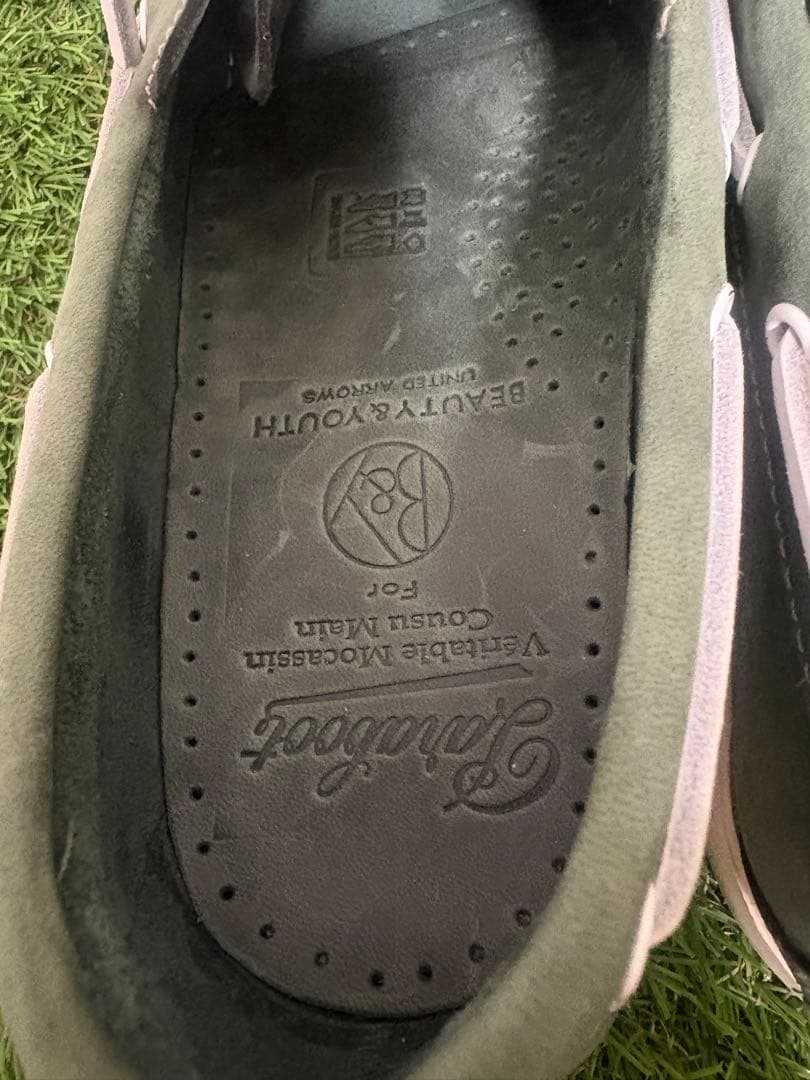 Paraboot
Véritable Mocassin
Cousu Main
For
B&Y
BEAUTY&YOUTH
UNITED ARROWS